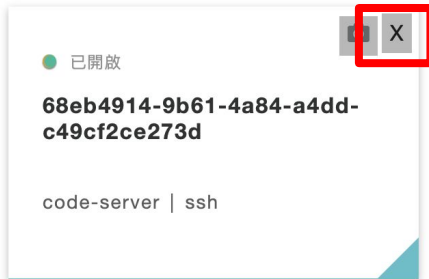 X
已開啟
68eb4914-9b61-4a84-a4dd-
c49cf2ce273d
code-server | ssh